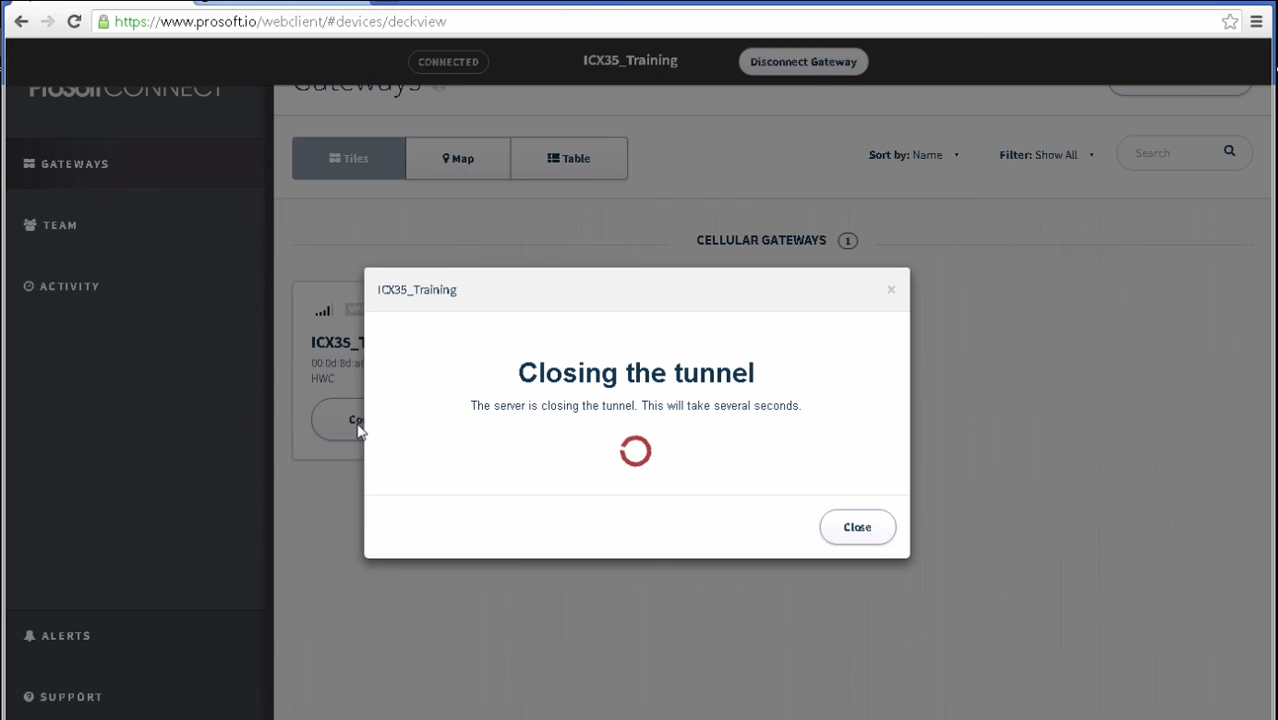 https://www.prosoft.io/webclient/#devices/deckview
CONNECTED
ICX35_Training
Disconnect Gateway
CONNECT
Gateways
GATEWAYS
TEAM
ACTIVITY
ALERTS
SUPPORT
Tiles
Map
Table
Sort by: Name
Filter: Show All
Search
CELLULAR GATEWAYS 1
ICX35_T
00:0d:8d:a
HWC
Co
ICX35_Training
×
Closing the tunnel
The server is closing the tunnel. This will take several seconds.
Close